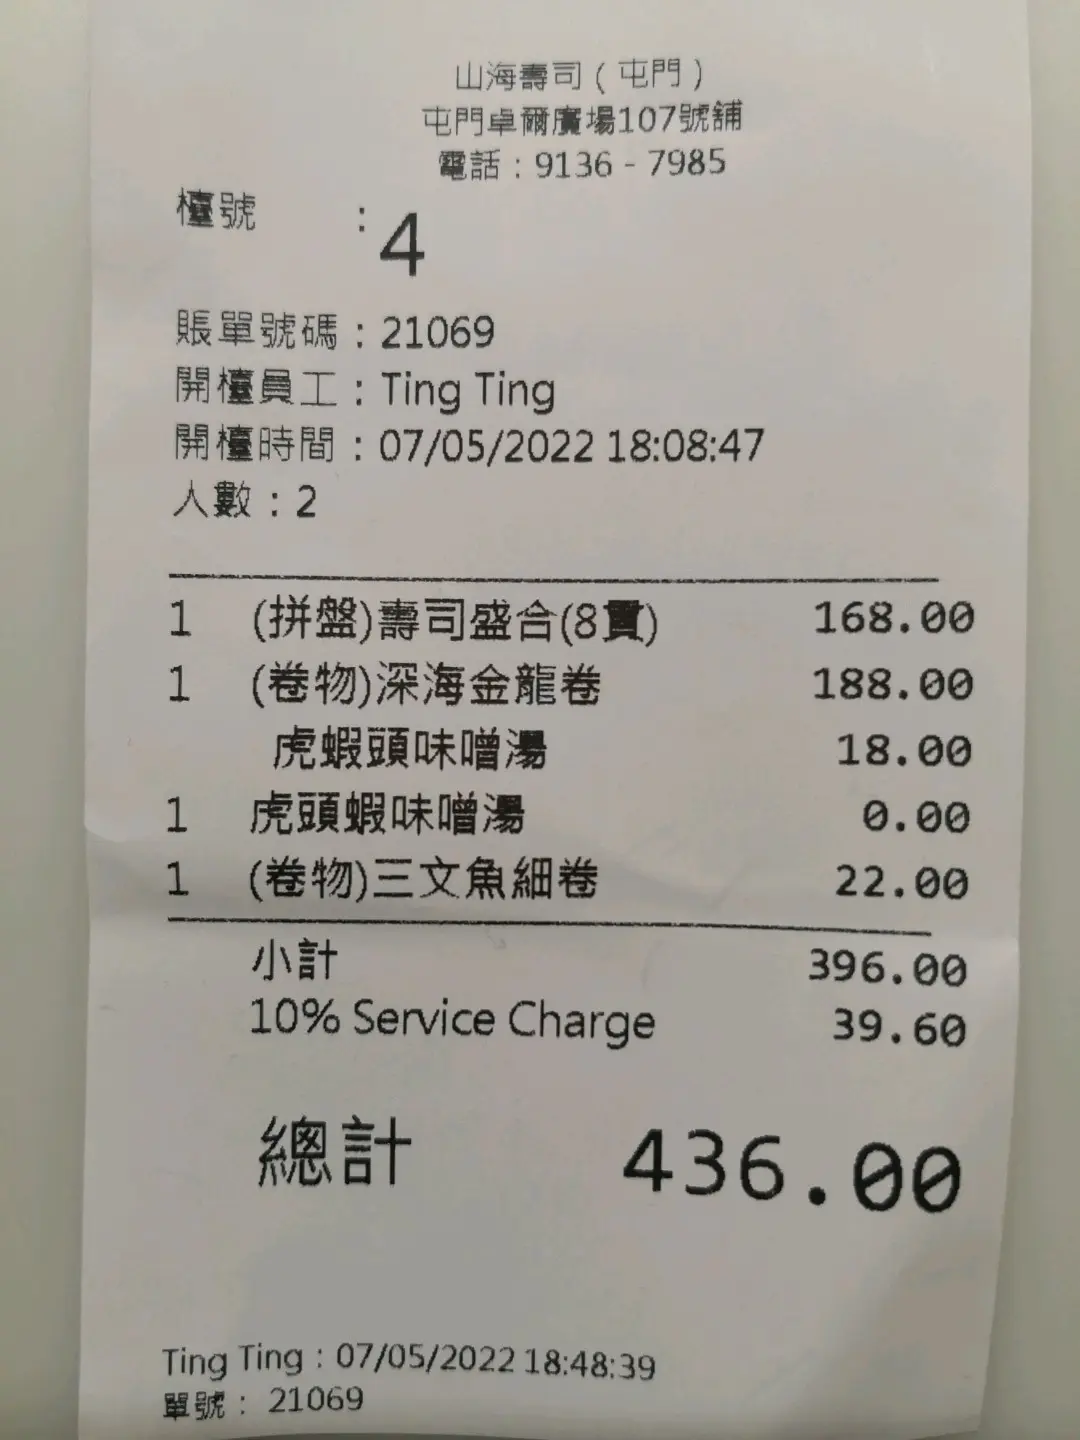 山海壽司（屯門）
屯門卓爾廣場107號舖
電話：9136 - 7985
檯號 : 4
賬單號碼 : 21069
開檯員工 : Ting Ting
開檯時間 : 07/05/2022 18:08:47
人數 : 2
1 (拼盤)壽司盛合(8貫) 168.00
1 (卷物)深海金龍卷 188.00
虎蝦頭味噌湯 18.00
1 虎頭蝦味噌湯 0.00
1 (卷物)三文魚細卷 22.00
小計 396.00
10% Service Charge 39.60
總計 436.00
Ting Ting : 07/05/2022 18:48:39
單號 : 21069